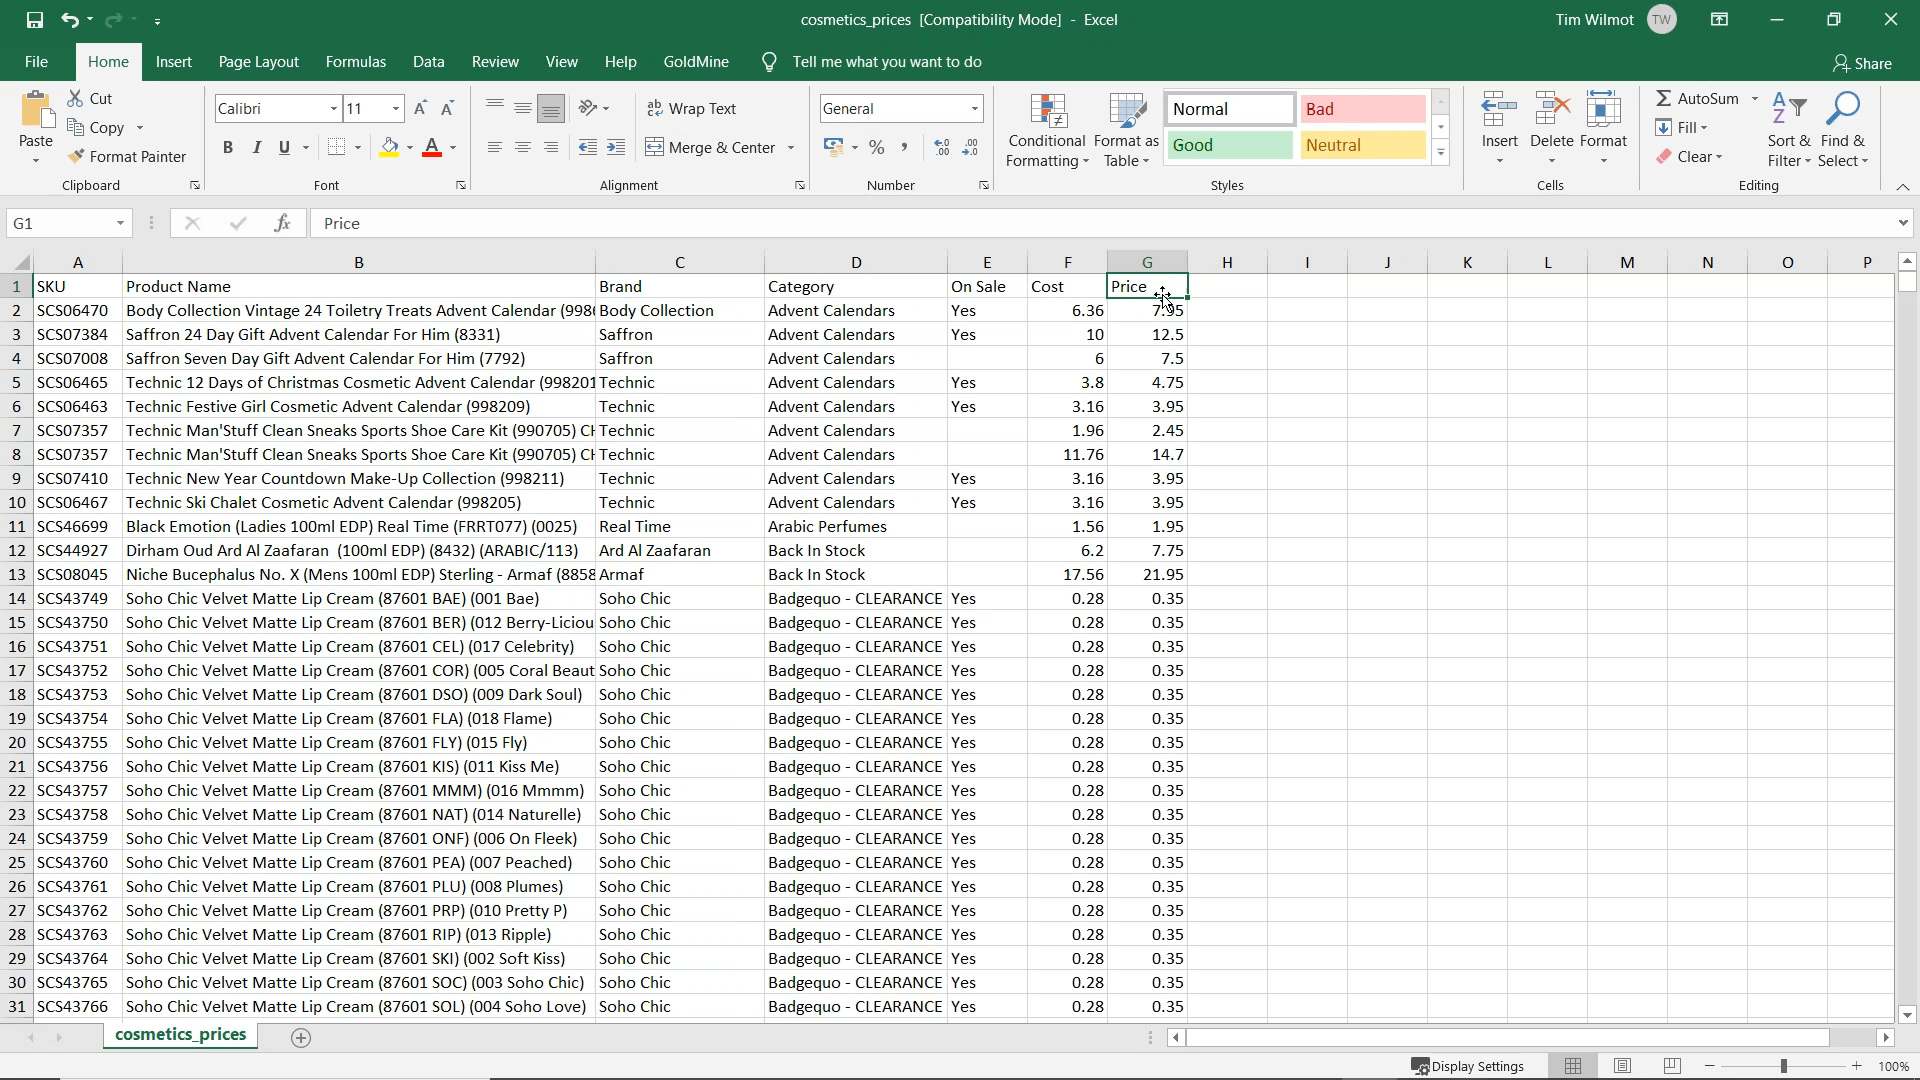 cosmetics_prices [Compatibility Mode] - Excel
Tim Wilmot TW
File Home Insert Page Layout Formulas Data Review View Help GoldMine Tell me what you want to do Share
Cut Calibri 11 Wrap Text General Normal Bad AutoSum
Paste Copy Conditional Formatting Format as Table Insert Delete Format Fill Sort & Filter Find & Select
Format Painter B I U Merge & Center % Good Neutral Clear
Clipboard Font Alignment Number Styles Cells Editing
G1 fx Price
A B C D E F G H I J K L M N O P
1 SKU Product Name Brand Category On Sale Cost Price
2 SCS06470 Body Collection Vintage 24 Toiletry Treats Advent Calendar (998 Body Collection Advent Calendars Yes 6.36 7.95
3 SCS07384 Saffron 24 Day Gift Advent Calendar For Him (8331) Saffron Advent Calendars Yes 10 12.5
4 SCS07008 Saffron Seven Day Gift Advent Calendar For Him (7792) Saffron Advent Calendars 6 7.5
5 SCS06465 Technic 12 Days of Christmas Cosmetic Advent Calendar (998201 Technic Advent Calendars Yes 3.8 4.75
6 SCS06463 Technic Festive Girl Cosmetic Advent Calendar (998209) Technic Advent Calendars Yes 3.16 3.95
7 SCS07357 Technic Man'Stuff Clean Sneaks Sports Shoe Care Kit (990705) CH Technic Advent Calendars 1.96 2.45
8 SCS07357 Technic Man'Stuff Clean Sneaks Sports Shoe Care Kit (990705) CH Technic Advent Calendars 11.76 14.7
9 SCS07410 Technic New Year Countdown Make-Up Collection (998211) Technic Advent Calendars Yes 3.16 3.95
10 SCS06467 Technic Ski Chalet Cosmetic Advent Calendar (998205) Technic Advent Calendars Yes 3.16 3.95
11 SCS46699 Black Emotion (Ladies 100ml EDP) Real Time (FRRT077) (0025) Real Time Arabic Perfumes 1.56 1.95
12 SCS44927 Dirham Oud Ard Al Zaafaran (100ml EDP) (8432) (ARABIC/113) Ard Al Zaafaran Back In Stock 6.2 7.75
13 SCS08045 Niche Bucephalus No. X (Mens 100ml EDP) Sterling - Armaf (8858 Armaf Back In Stock 17.56 21.95
14 SCS43749 Soho Chic Velvet Matte Lip Cream (87601 BAE) (001 Bae) Soho Chic Badgequo - CLEARANCE Yes 0.28 0.35
15 SCS43750 Soho Chic Velvet Matte Lip Cream (87601 BER) (012 Berry-Liciou Soho Chic Badgequo - CLEARANCE Yes 0.28 0.35
16 SCS43751 Soho Chic Velvet Matte Lip Cream (87601 CEL) (017 Celebrity) Soho Chic Badgequo - CLEARANCE Yes 0.28 0.35
17 SCS43752 Soho Chic Velvet Matte Lip Cream (87601 COR) (005 Coral Beaut Soho Chic Badgequo - CLEARANCE Yes 0.28 0.35
18 SCS43753 Soho Chic Velvet Matte Lip Cream (87601 DSO) (009 Dark Soul) Soho Chic Badgequo - CLEARANCE Yes 0.28 0.35
19 SCS43754 Soho Chic Velvet Matte Lip Cream (87601 FLA) (018 Flame) Soho Chic Badgequo - CLEARANCE Yes 0.28 0.35
20 SCS43755 Soho Chic Velvet Matte Lip Cream (87601 FLY) (015 Fly) Soho Chic Badgequo - CLEARANCE Yes 0.28 0.35
21 SCS43756 Soho Chic Velvet Matte Lip Cream (87601 KIS) (011 Kiss Me) Soho Chic Badgequo - CLEARANCE Yes 0.28 0.35
22 SCS43757 Soho Chic Velvet Matte Lip Cream (87601 MMM) (016 Mmmm) Soho Chic Badgequo - CLEARANCE Yes 0.28 0.35
23 SCS43758 Soho Chic Velvet Matte Lip Cream (87601 NAT) (014 Naturelle) Soho Chic Badgequo - CLEARANCE Yes 0.28 0.35
24 SCS43759 Soho Chic Velvet Matte Lip Cream (87601 ONF) (006 On Fleek) Soho Chic Badgequo - CLEARANCE Yes 0.28 0.35
25 SCS43760 Soho Chic Velvet Matte Lip Cream (87601 PEA) (007 Peached) Soho Chic Badgequo - CLEARANCE Yes 0.28 0.35
26 SCS43761 Soho Chic Velvet Matte Lip Cream (87601 PLU) (008 Plumes) Soho Chic Badgequo - CLEARANCE Yes 0.28 0.35
27 SCS43762 Soho Chic Velvet Matte Lip Cream (87601 PRP) (010 Pretty P) Soho Chic Badgequo - CLEARANCE Yes 0.28 0.35
28 SCS43763 Soho Chic Velvet Matte Lip Cream (87601 RIP) (013 Ripple) Soho Chic Badgequo - CLEARANCE Yes 0.28 0.35
29 SCS43764 Soho Chic Velvet Matte Lip Cream (87601 SKI) (002 Soft Kiss) Soho Chic Badgequo - CLEARANCE Yes 0.28 0.35
30 SCS43765 Soho Chic Velvet Matte Lip Cream (87601 SOC) (003 Soho Chic) Soho Chic Badgequo - CLEARANCE Yes 0.28 0.35
31 SCS43766 Soho Chic Velvet Matte Lip Cream (87601 SOL) (004 Soho Love) Soho Chic Badgequo - CLEARANCE Yes 0.28 0.35
cosmetics_prices
Display Settings 100%